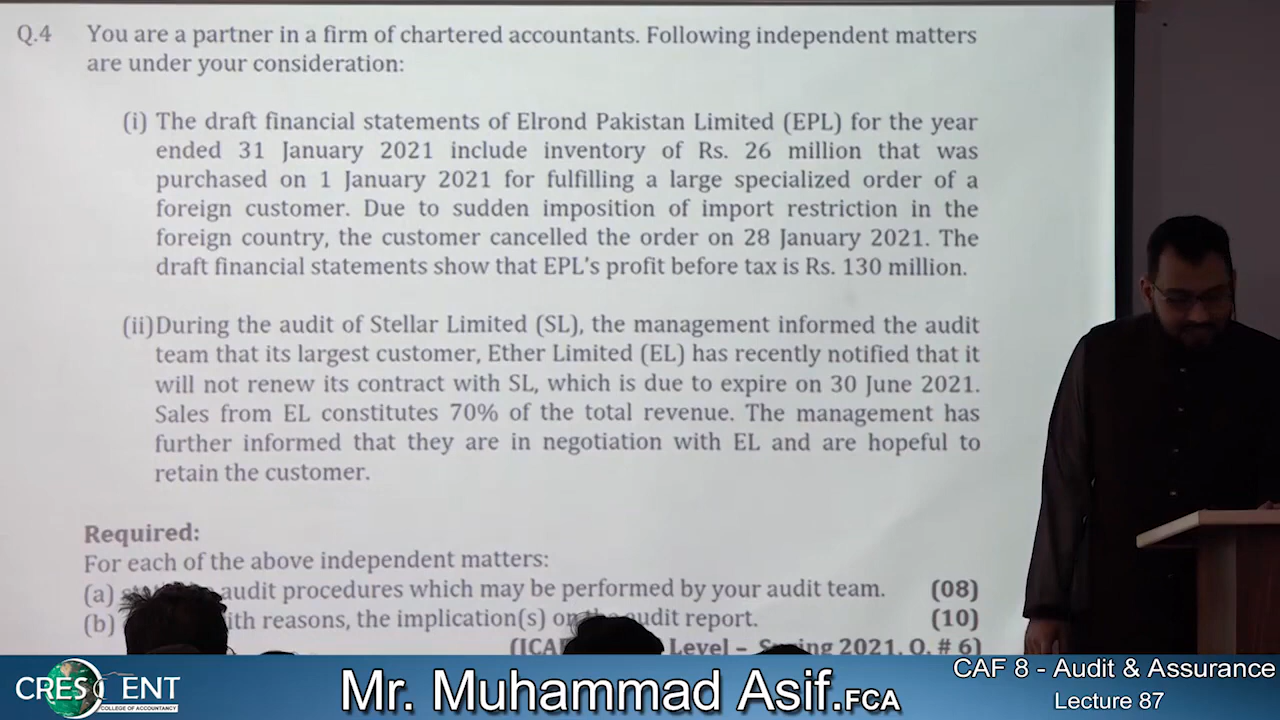 Q.4 You are a partner in a firm of chartered accountants. Following independent matters
are under your consideration:
(i) The draft financial statements of Elrond Pakistan Limited (EPL) for the year
ended 31 January 2021 include inventory of Rs. 26 million that was
purchased on 1 January 2021 for fulfilling a large specialized order of a
foreign customer. Due to sudden imposition of import restriction in the
foreign country, the customer cancelled the order on 28 January 2021. The
draft financial statements show that EPL's profit before tax is Rs. 130 million.
(ii)During the audit of Stellar Limited (SL), the management informed the audit
team that its largest customer, Ether Limited (EL) has recently notified that it
will not renew its contract with SL, which is due to expire on 30 June 2021.
Sales from EL constitutes 70% of the total revenue. The management has
further informed that they are in negotiation with EL and are hopeful to
retain the customer.
Required:
For each of the above independent matters:
(a) audit procedures which may be performed by your audit team. (08)
(b) reasons, the implication(s) audit report. (10)
Level – 2021, Q. # 6)
CRESCENT
COLLEGE OF ACCOUNTANCY
Mr. Muhammad Asif.FCA
CAF 8 - Audit & Assurance
Lecture 87